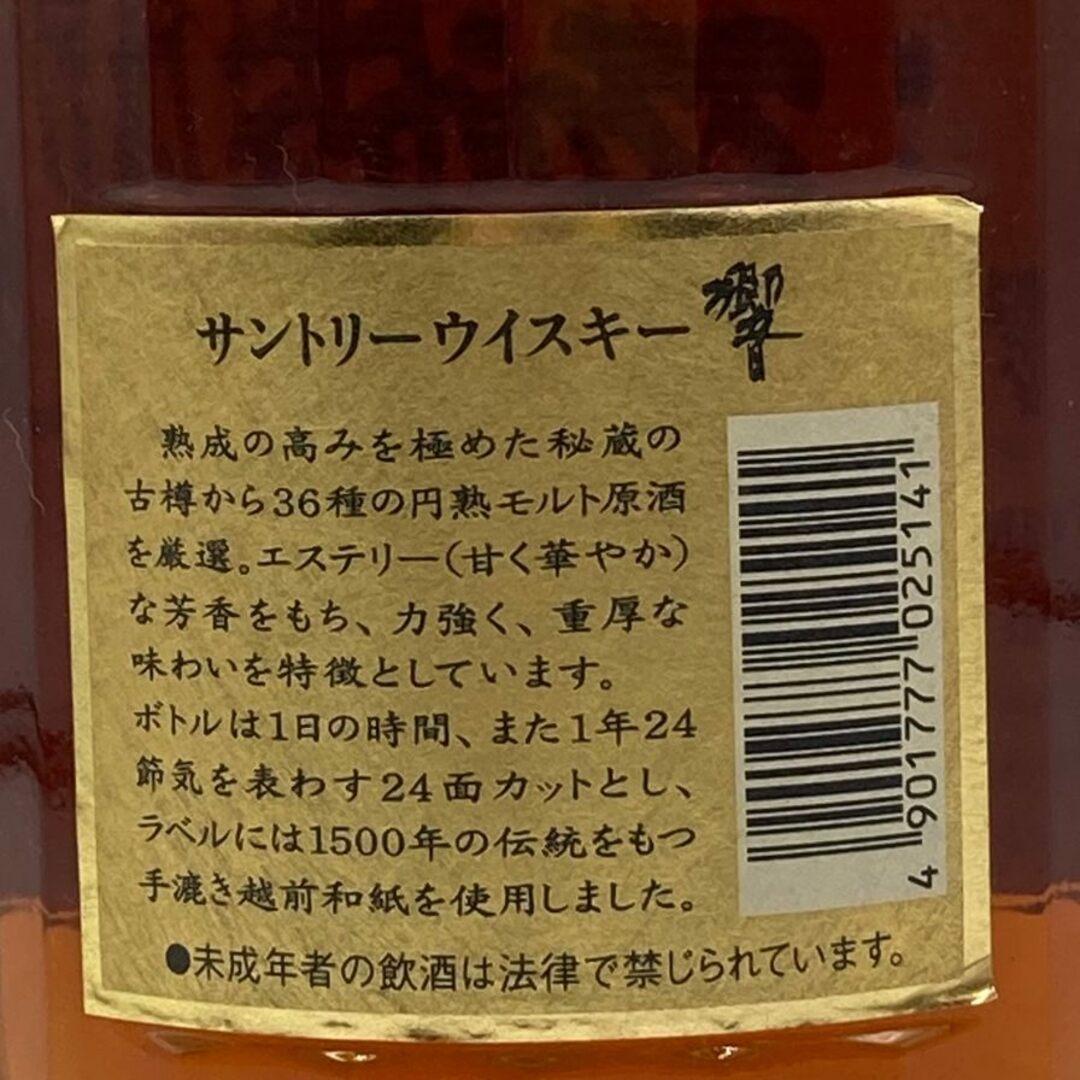 サントリーウイスキー 響
熟成の高みを極めた秘蔵の
古樽から36種の円熟モルト原酒
を厳選。エステリー(甘く華やか)
な芳香をもち、力強く、重厚な
味わいを特徴としています。
ボトルは1日の時間、また1年24
節気を表わす24面カットとし、
ラベルには1500年の伝統をもつ
手漉き越前和紙を使用しました。
●未成年者の飲酒は法律で禁じられています。
4 901777 025141